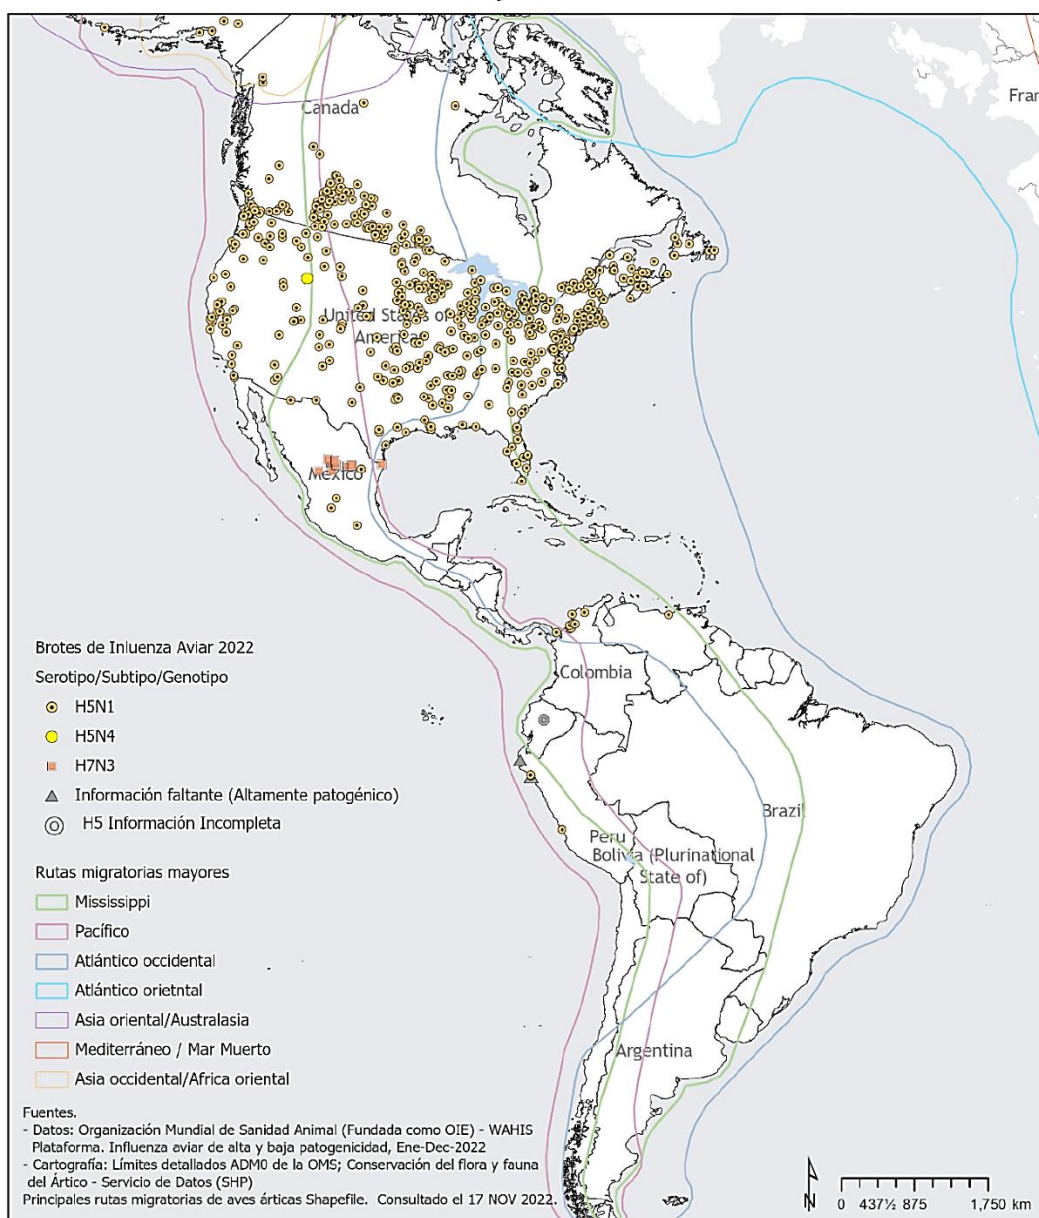 Canada
Fran
United States of
America
México
Colombia
Brazil
Peru
Bolivia (Plurinational
State of)
Argentina
Brotes de Inluenza Aviar 2022
Serotipo/Subtipo/Genotipo
H5N1
H5N4
H7N3
Información faltante (Altamente patogénico)
H5 Información Incompleta
Rutas migratorias mayores
Mississippi
Pacífico
Atlántico occidental
Atlántico orietntal
Asia oriental/Australasia
Mediterráneo / Mar Muerto
Asia occidental/Africa oriental
Fuentes.
- Datos: Organización Mundial de Sanidad Animal (Fundada como OIE) - WAHIS
Plataforma. Influenza aviar de alta y baja patogenicidad, Ene-Dec-2022
- Cartografía: Límites detallados ADM0 de la OMS; Conservación del flora y fauna
del Ártico - Servicio de Datos (SHP)
Principales rutas migratorias de aves árticas Shapefile. Consultado el 17 NOV 2022.
N
0 437½ 875 1,750 km